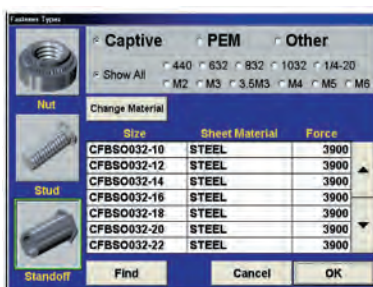 Fastener Types
Captive PEM Other
Show All
440 632 832 1032 1/4-20
M2 M3 3.5M3 M4 M5 M6
Nut
Change Material
Size Sheet Material Force
CFBSO032-10 STEEL 3900
CFBSO032-12 STEEL 3900
CFBSO032-14 STEEL 3900
CFBSO032-16 STEEL 3900
CFBSO032-18 STEEL 3900
CFBSO032-20 STEEL 3900
CFBSO032-22 STEEL 3900
Stud
Standoff
Find Cancel OK